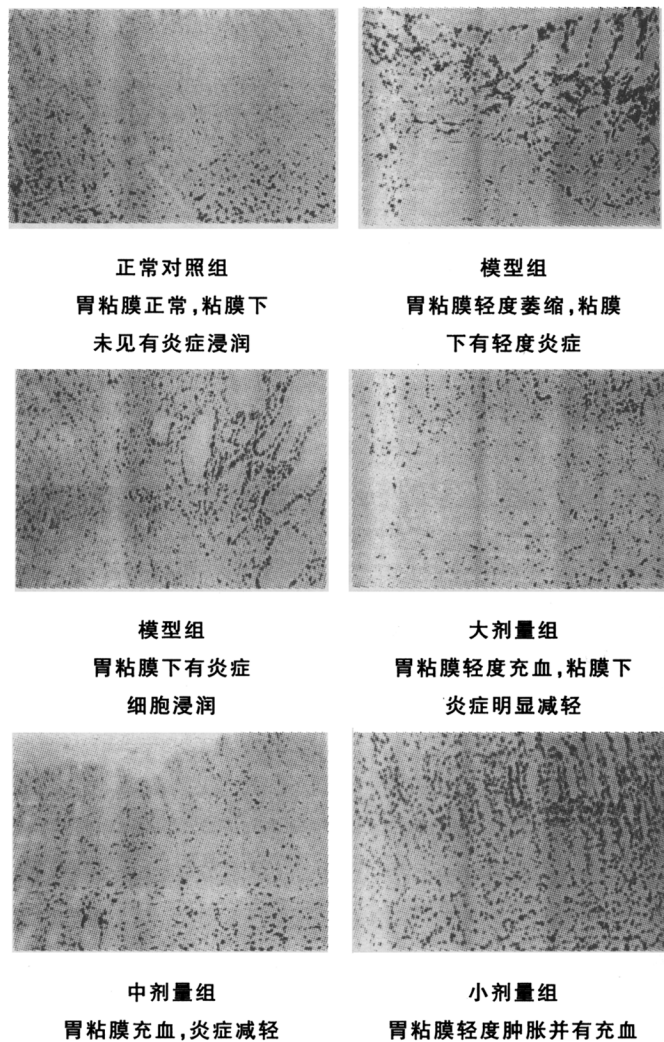 正常对照组
胃粘膜正常,粘膜下
未见有炎症浸润
模型组
胃粘膜轻度萎缩,粘膜
下有轻度炎症
模型组
胃粘膜下有炎症
细胞浸润
大剂量组
胃粘膜轻度充血,粘膜下
炎症明显减轻
中剂量组
胃粘膜充血,炎症减轻
小剂量组
胃粘膜轻度肿胀并有充血